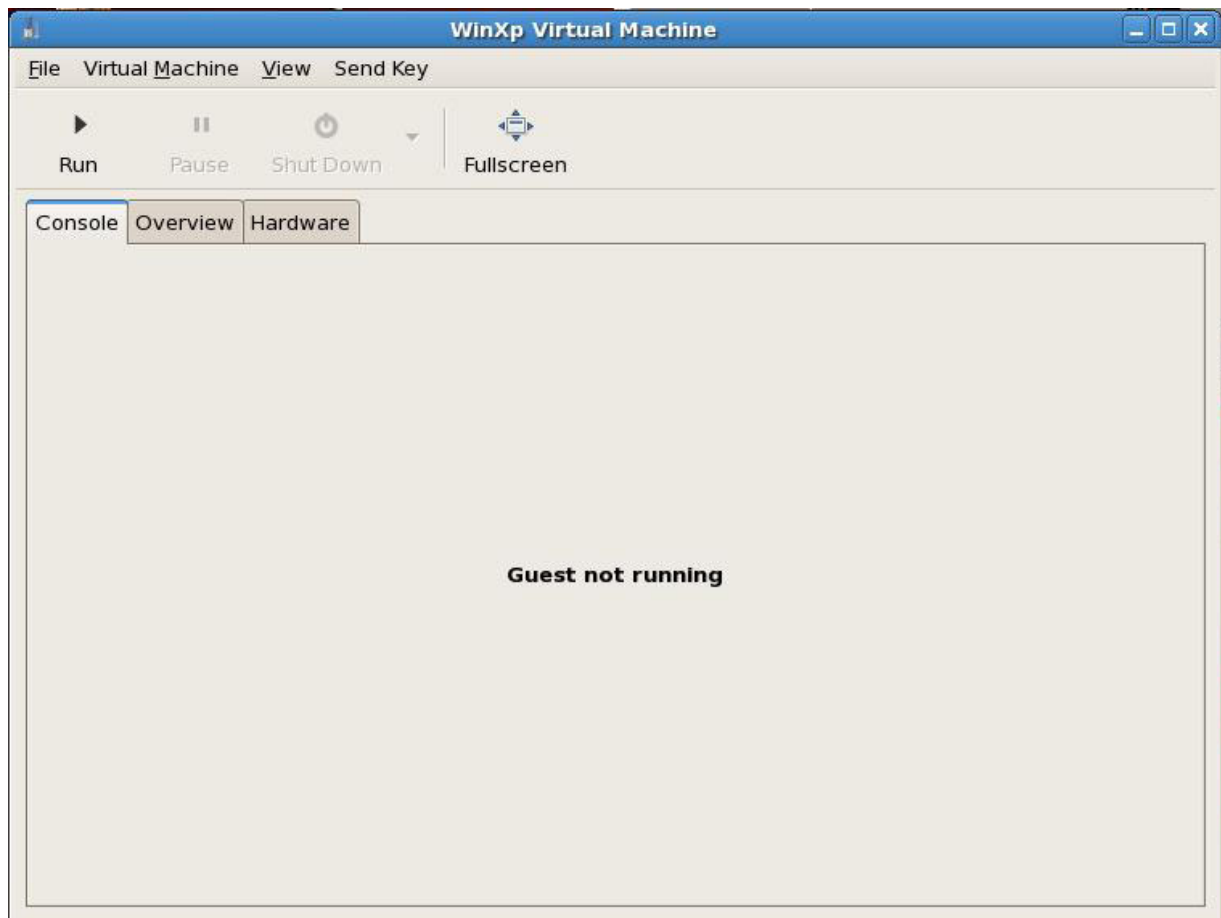 WinXp Virtual Machine
File Virtual Machine View Send Key
Run Pause Shut Down Fullscreen
Console Overview Hardware
Guest not running